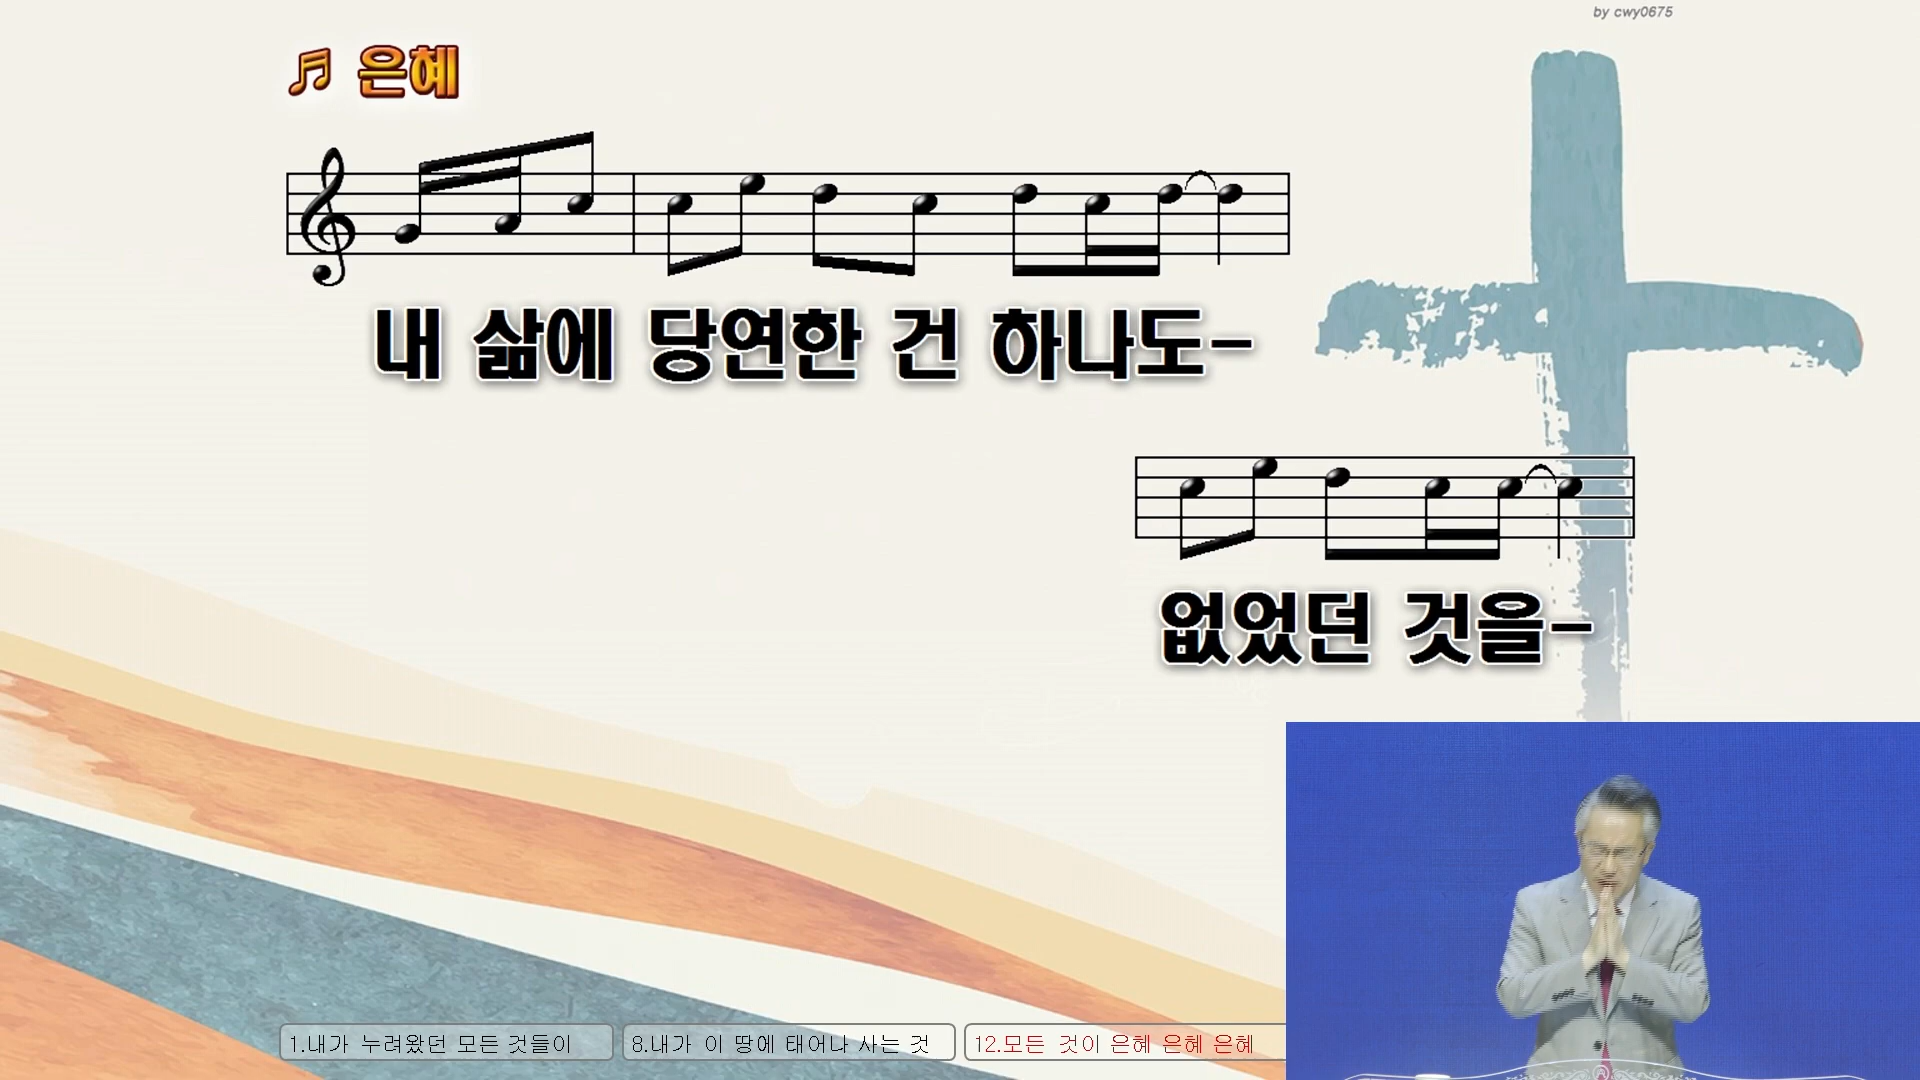 by cwy0675
은혜
내 삶에 당연한 건 하나도-
없었던 것을-
1.내가 누려왔던 모든 것들이
8.내가 이 땅에 태어나 사는 것
12.모든 것이 은혜 은혜 은혜